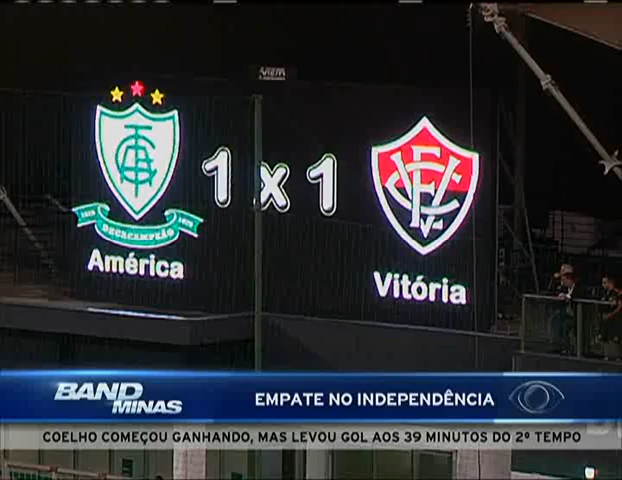 1 x 1
DECACAMPEÃO
América
Vitória
BAND MINAS
EMPATE NO INDEPENDÊNCIA
COELHO COMEÇOU GANHANDO, MAS LEVOU GOL AOS 39 MINUTOS DO 2º TEMPO